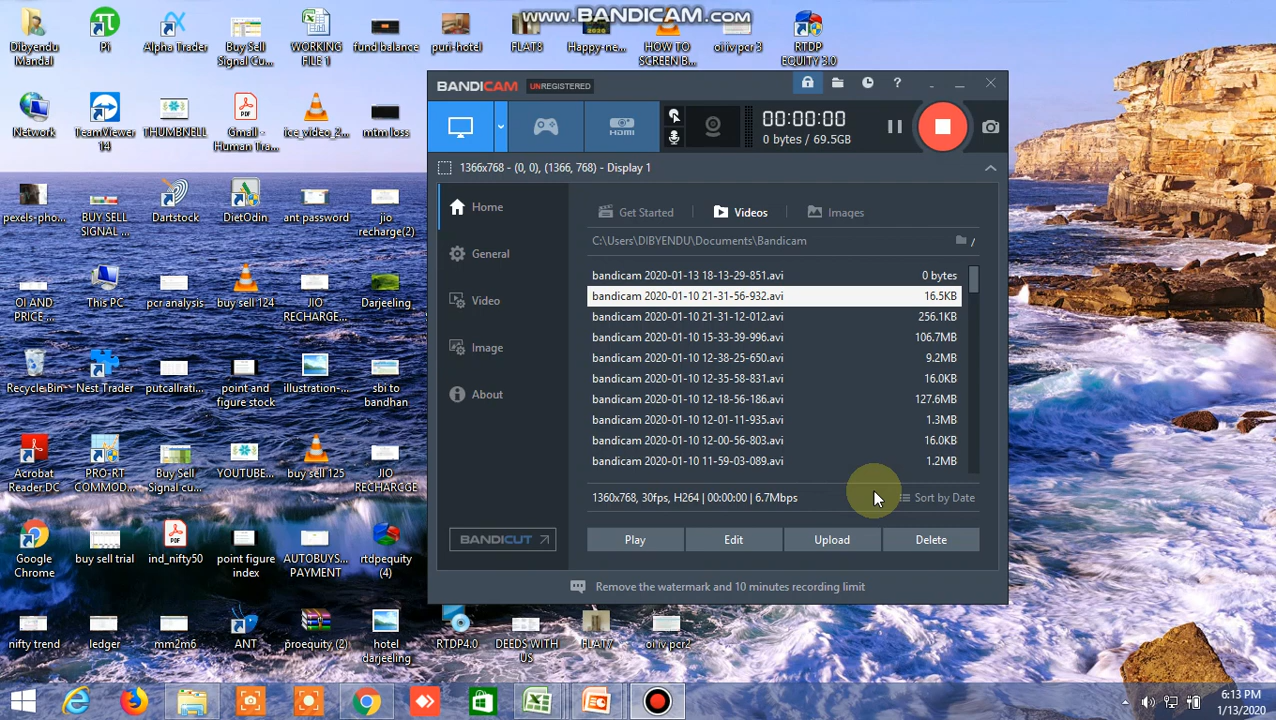 www.BANDICAM.com
Dibyendu Mandal
Pi
Alpha Trader
Buy Sell Signal Cu...
WORKING FILE 1
fund balance
puri-hotel
FLAT8
Happy-ne...
HOW TO SCREEN B...
oi iv pcr 3
RTDP EQUITY 3.0
Network
TeamViewer 14
THUMBNELL
Gmail - Human Tra...
ice_video_2...
mtm loss
pexels-pho...
BUY SELL SIGNAL ...
Dartstock
DietOdin
ant password
jio recharge(2)
OI AND PRICE-...
This PC
pcr analysis
buy sell 124
JIO RECHARGE...
Darjeeling
Recycle Bin
Nest Trader
putcallrati...
point and figure stock
illustration-...
sbi to bandhan
Acrobat Reader DC
PRO-RT COMMOD...
Buy Sell Signal cu...
YOUTUBE...
buy sell 125
JIO RECHARGE
Google Chrome
buy sell trial
ind_nifty50
point figure index
AUTOBUYS... PAYMENT
rtdpequity (4)
nifty trend
ledger
mm2m6
ANT
proequity (2)
hotel darjeeling
RTDP4.0
DEEDS WITH US
FLAT7
oi iv pcr2
BANDICAM UNREGISTERED
HDMI
00:00:00
0 bytes / 69.5GB
1366x768 - (0, 0), (1366, 768) - Display 1
Home
General
Video
Image
About
BANDICUT
Get Started
Videos
Images
C:\Users\DIBYENDU\Documents\Bandicam
bandicam 2020-01-13 18-13-29-851.avi 0 bytes
bandicam 2020-01-10 21-31-56-932.avi 16.5KB
bandicam 2020-01-10 21-31-12-012.avi 256.1KB
bandicam 2020-01-10 15-33-39-996.avi 106.7MB
bandicam 2020-01-10 12-38-25-650.avi 9.2MB
bandicam 2020-01-10 12-35-58-831.avi 16.0KB
bandicam 2020-01-10 12-18-56-186.avi 127.6MB
bandicam 2020-01-10 12-01-11-935.avi 1.3MB
bandicam 2020-01-10 12-00-56-803.avi 16.0KB
bandicam 2020-01-10 11-59-03-089.avi 1.2MB
1360x768, 30fps, H264 | 00:00:00 | 6.7Mbps
Sort by Date
Play
Edit
Upload
Delete
Remove the watermark and 10 minutes recording limit
6:13 PM
1/13/2020